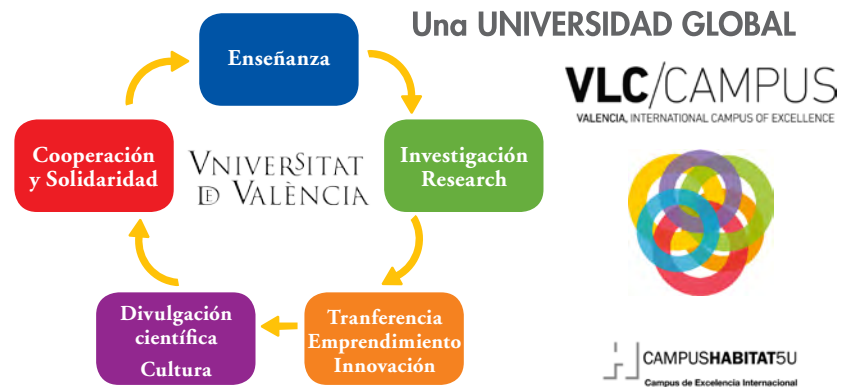 Una UNIVERSIDAD GLOBAL
Enseñanza
VLC/CAMPUS
VALENCIA, INTERNATIONAL CAMPUS OF EXCELLENCE
Cooperación
y Solidaridad
VNIVERSITAT
DE VALÈNCIA
Investigación
Research
Divulgación
científica
Cultura
Tranferencia
Emprendimiento
Innovación
CAMPUSHABITAT5U
Campus de Excelencia Internacional